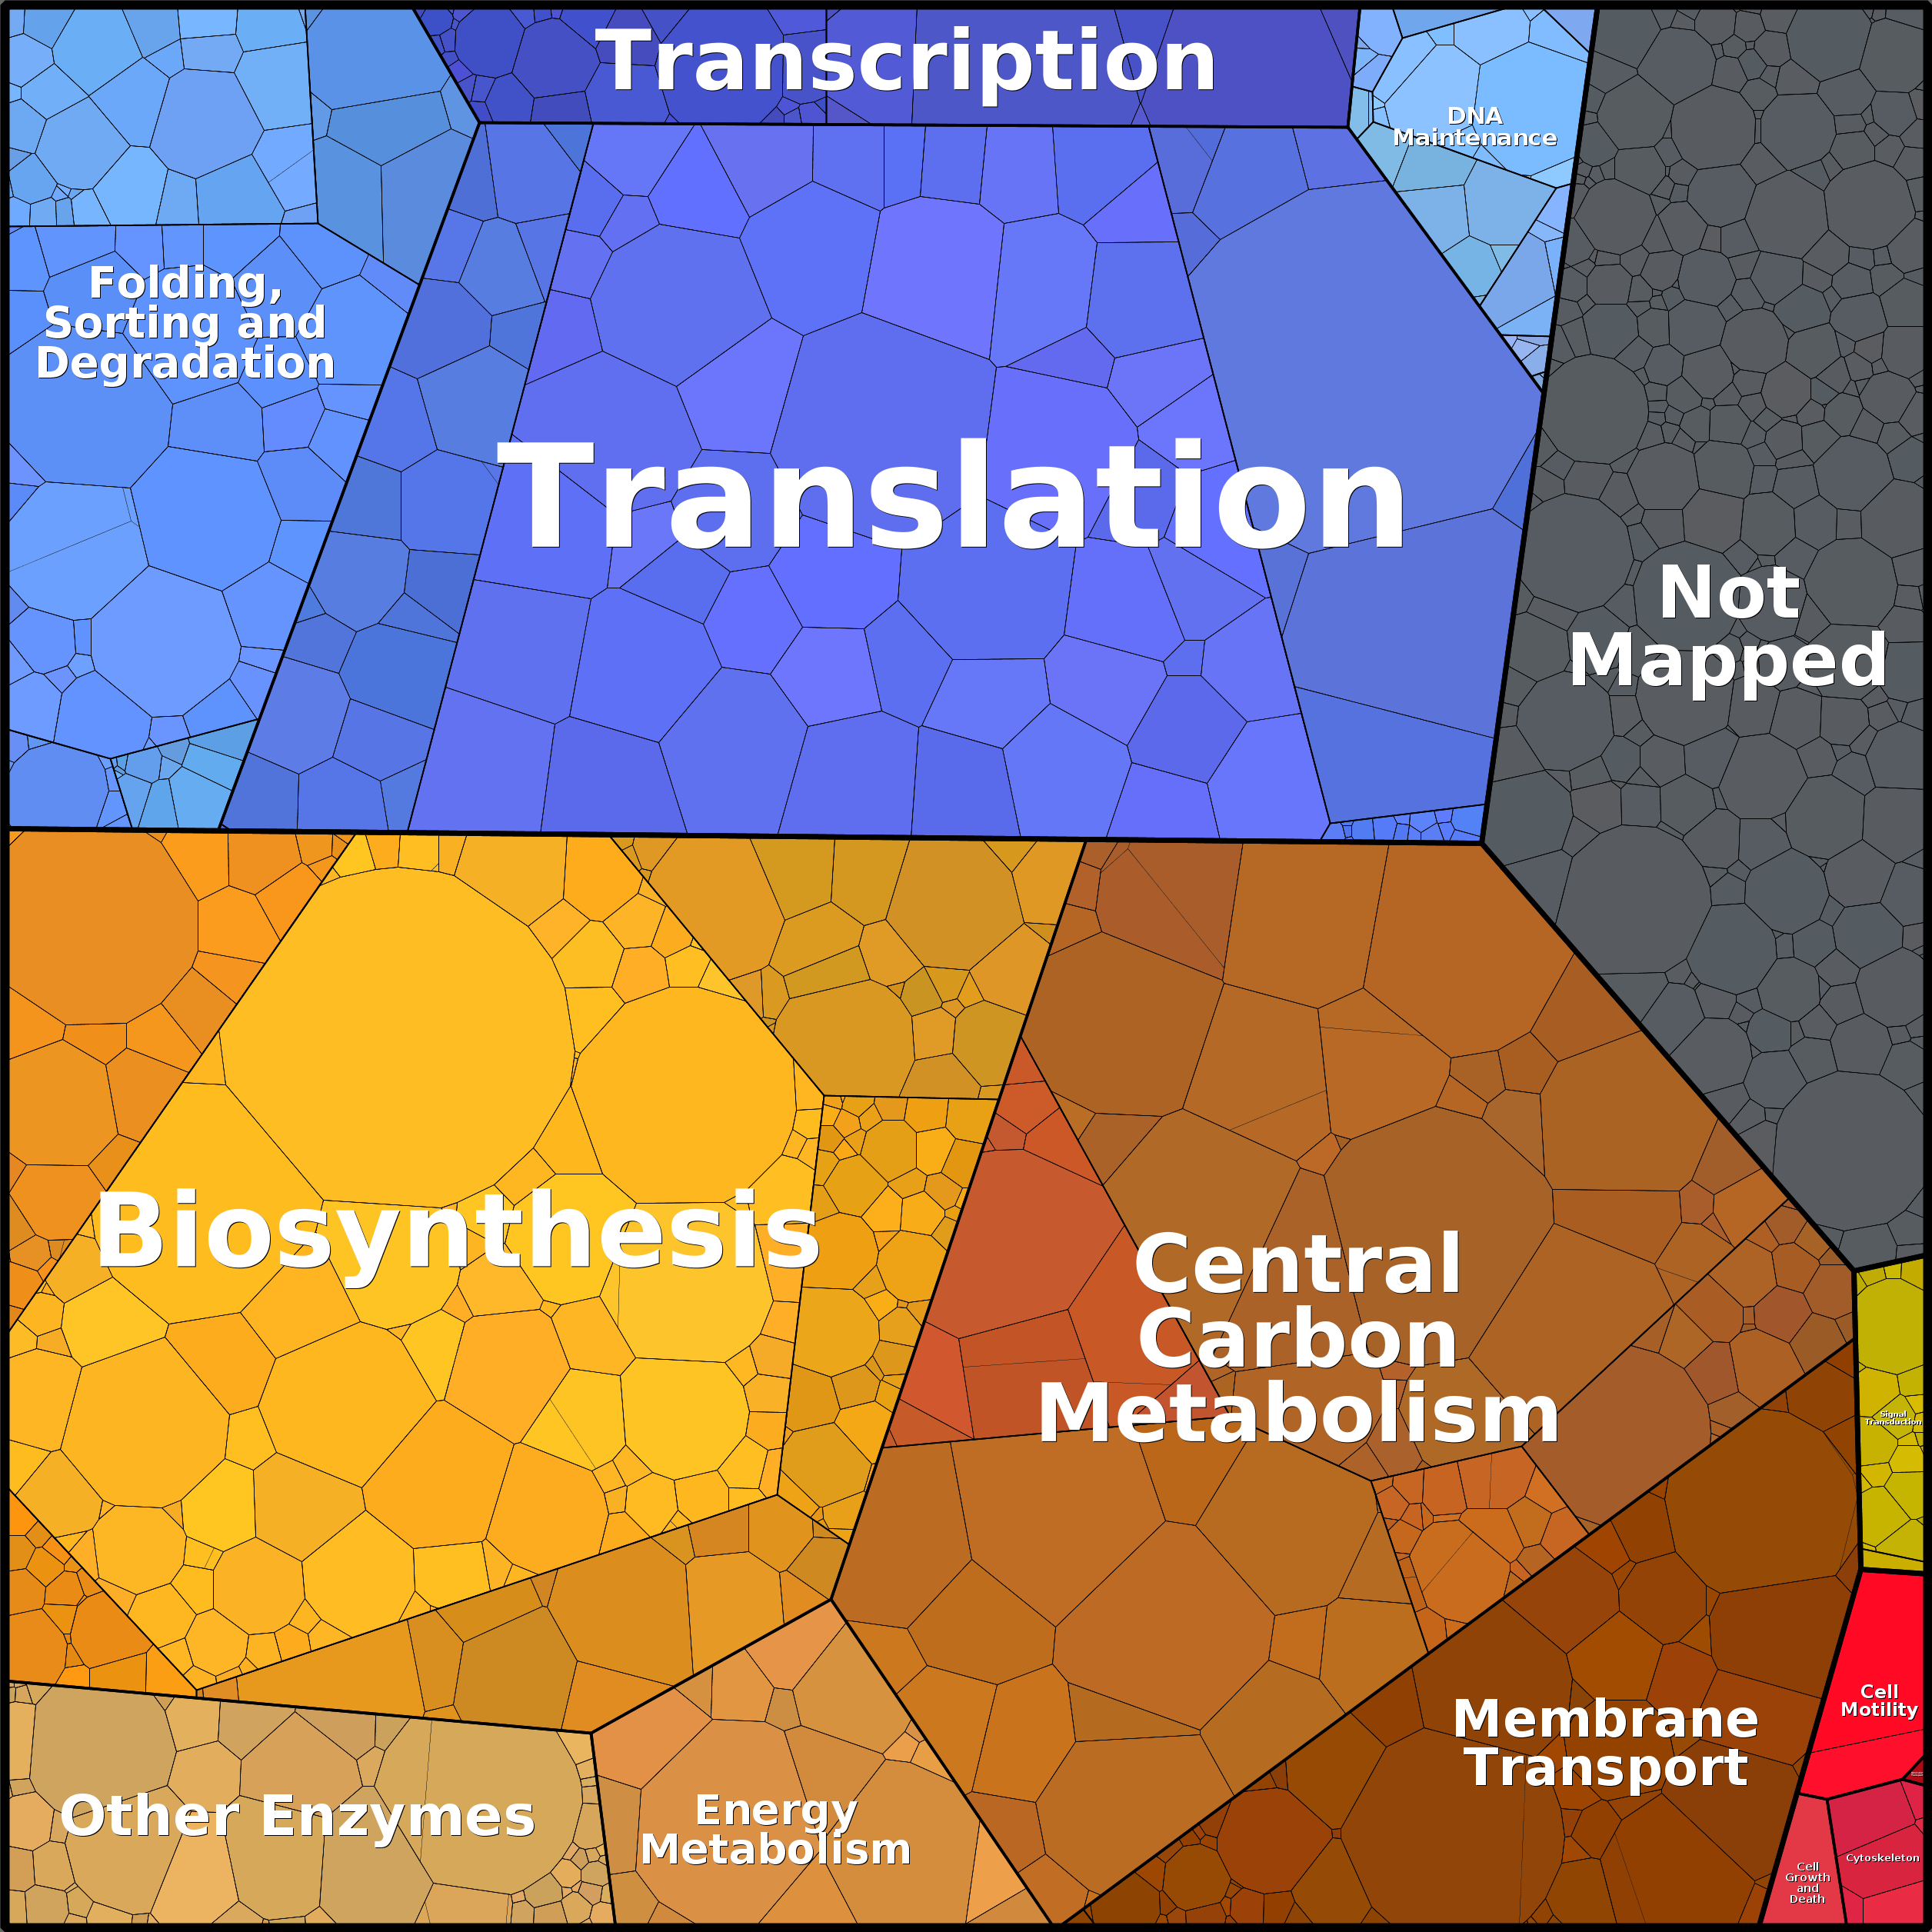 Transcription
DNA
Maintenance
Folding,
Sorting and
Degradation
Translation
Not
Mapped
Biosynthesis
Central
Carbon
Metabolism
Signal
Transduction
Membrane
Transport
Cell
Motility
Other Enzymes
Energy
Metabolism
Cytoskeleton
Cell
Growth
and
Death